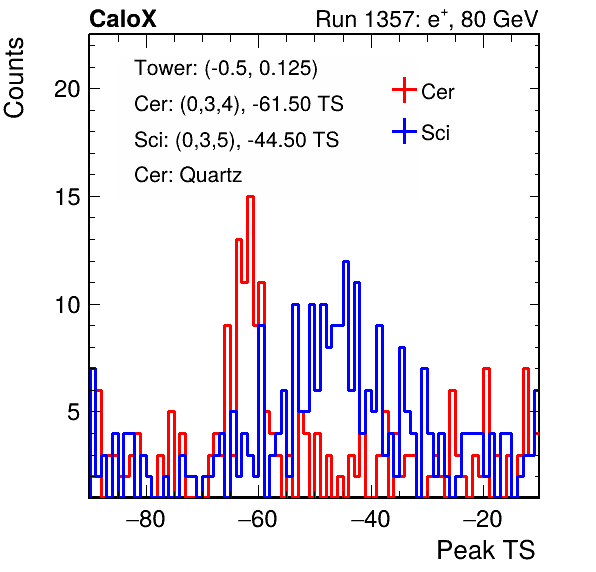 CaloX Run 1357: e⁺, 80 GeV
Counts
Tower: (-0.5, 0.125)
Cer: (0,3,4), -61.50 TS
Sci: (0,3,5), -44.50 TS
Cer: Quartz
Cer
Sci
20
15
10
5
−80 −60 −40 −20
Peak TS